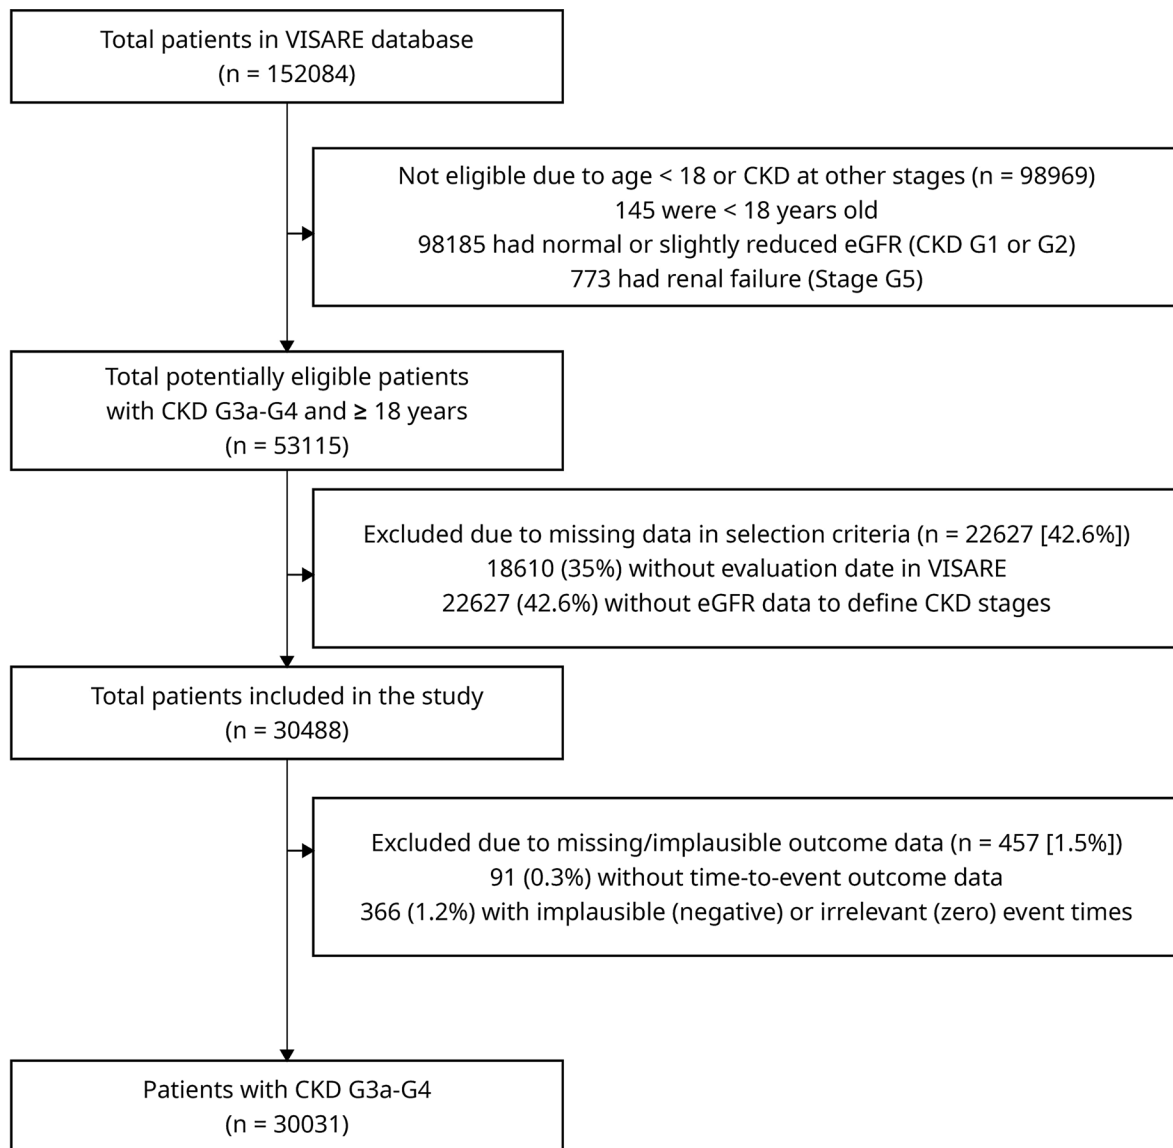 Total patients in VISARE database
(n = 152084)
Not eligible due to age < 18 or CKD at other stages (n = 98969)
145 were < 18 years old
98185 had normal or slightly reduced eGFR (CKD G1 or G2)
773 had renal failure (Stage G5)
Total potentially eligible patients
with CKD G3a-G4 and ≥ 18 years
(n = 53115)
Excluded due to missing data in selection criteria (n = 22627 [42.6%])
18610 (35%) without evaluation date in VISARE
22627 (42.6%) without eGFR data to define CKD stages
Total patients included in the study
(n = 30488)
Excluded due to missing/implausible outcome data (n = 457 [1.5%])
91 (0.3%) without time-to-event outcome data
366 (1.2%) with implausible (negative) or irrelevant (zero) event times
Patients with CKD G3a-G4
(n = 30031)